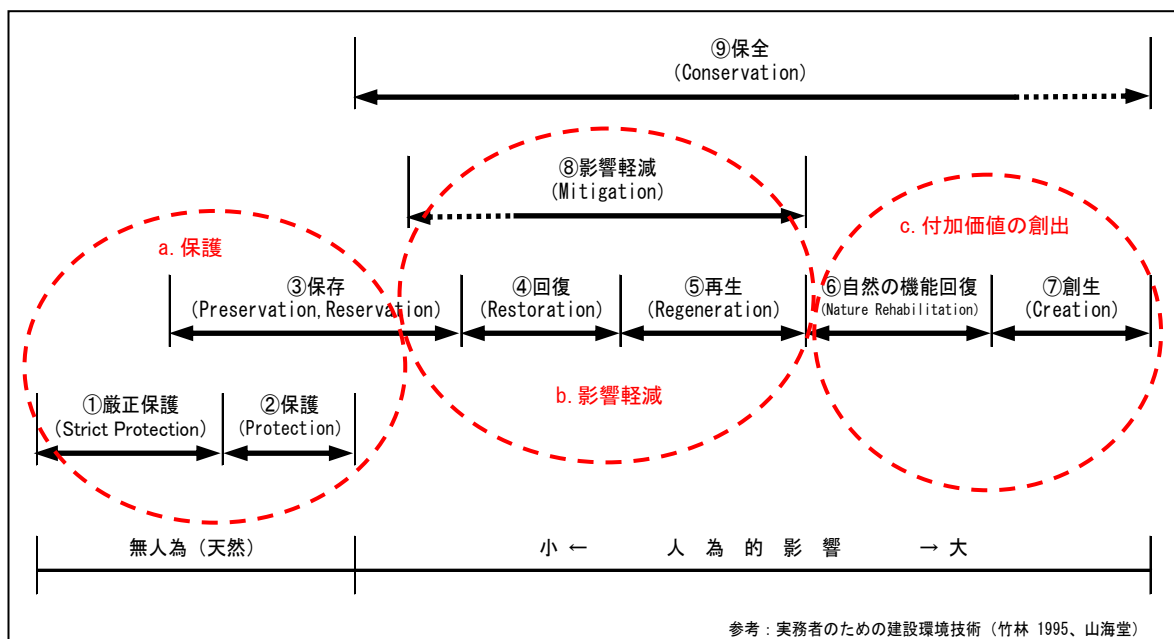 ⑨保全
(Conservation)
⑧影響軽減
(Mitigation)
c. 付加価値の創出
a. 保護
③保存
(Preservation, Reservation)
④回復
(Restoration)
⑤再生
(Regeneration)
⑥自然の機能回復
(Nature Rehabilitation)
⑦創生
(Creation)
b. 影響軽減
①厳正保護
(Strict Protection)
②保護
(Protection)
無人為（天然）
小 ← 人 為 的 影 響 → 大
参考：実務者のための建設環境技術（竹林 1995、山海堂）